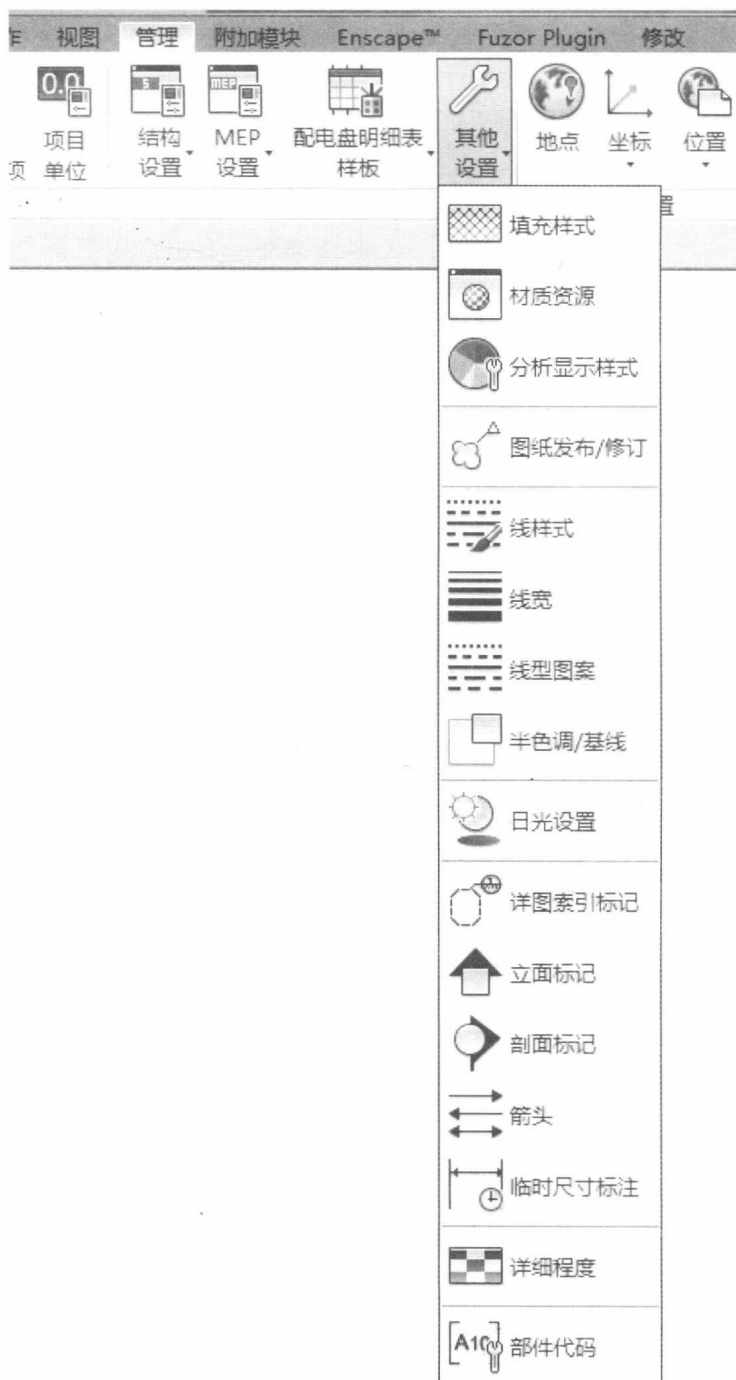 作 视图 管理 附加模块 Enscape™ Fuzor Plugin 修改
0.0 S MEP
项目 结构 MEP 配电盘明细表 其他 地点 坐标 位置
项 单位 设置 设置 样板 设置
置
填充样式
材质资源
分析显示样式
图纸发布/修订
线样式
线宽
线型图案
半色调/基线
日光设置
详图索引标记
立面标记
剖面标记
箭头
临时尺寸标注
详细程度
A10 部件代码